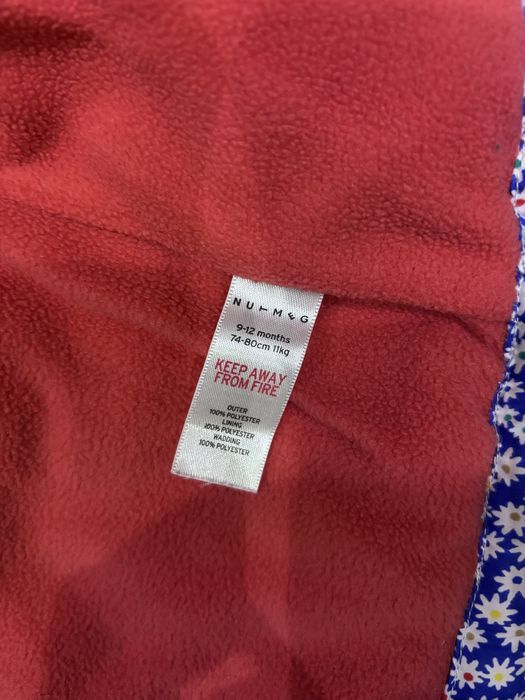 NUTMEG
9-12 months
74-80cm 11kg
KEEP AWAY
FROM FIRE
OUTER
100% POLYESTER
LINING
100% POLYESTER
WADDING
100% POLYESTER